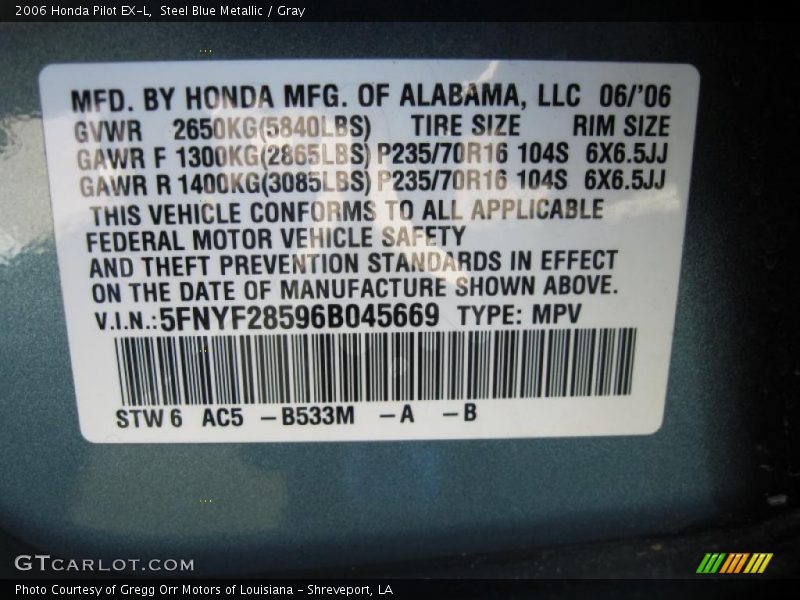 2006 Honda Pilot EX-L,  Steel Blue Metallic / Gray
MFD. BY HONDA MFG. OF ALABAMA, LLC 06/'06
GVWR 2650KG(5840LBS) TIRE SIZE RIM SIZE
GAWR F 1300KG(2865LBS) P235/70R16 104S 6X6.5JJ
GAWR R 1400KG(3085LBS) P235/70R16 104S 6X6.5JJ
THIS VEHICLE CONFORMS TO ALL APPLICABLE
FEDERAL MOTOR VEHICLE SAFETY
AND THEFT PREVENTION STANDARDS IN EFFECT
ON THE DATE OF MANUFACTURE SHOWN ABOVE.
V.I.N.:5FNYF28596B045669 TYPE: MPV
STW 6 AC5 –B533M –A –B
GTCARLOT.COM
Photo Courtesy of Gregg Orr Motors of Louisiana - Shreveport, LA